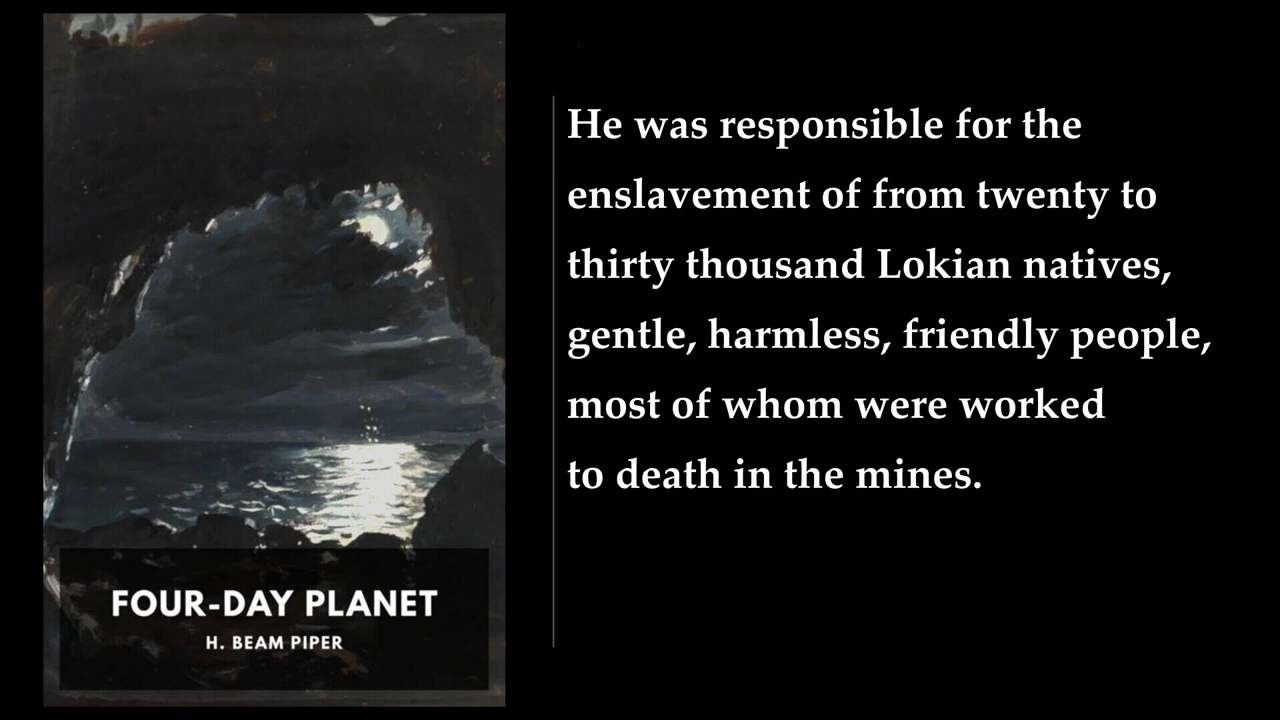 FOUR-DAY PLANET
H. BEAM PIPER
He was responsible for the
enslavement of from twenty to
thirty thousand Lokian natives,
gentle, harmless, friendly people,
most of whom were worked
to death in the mines.